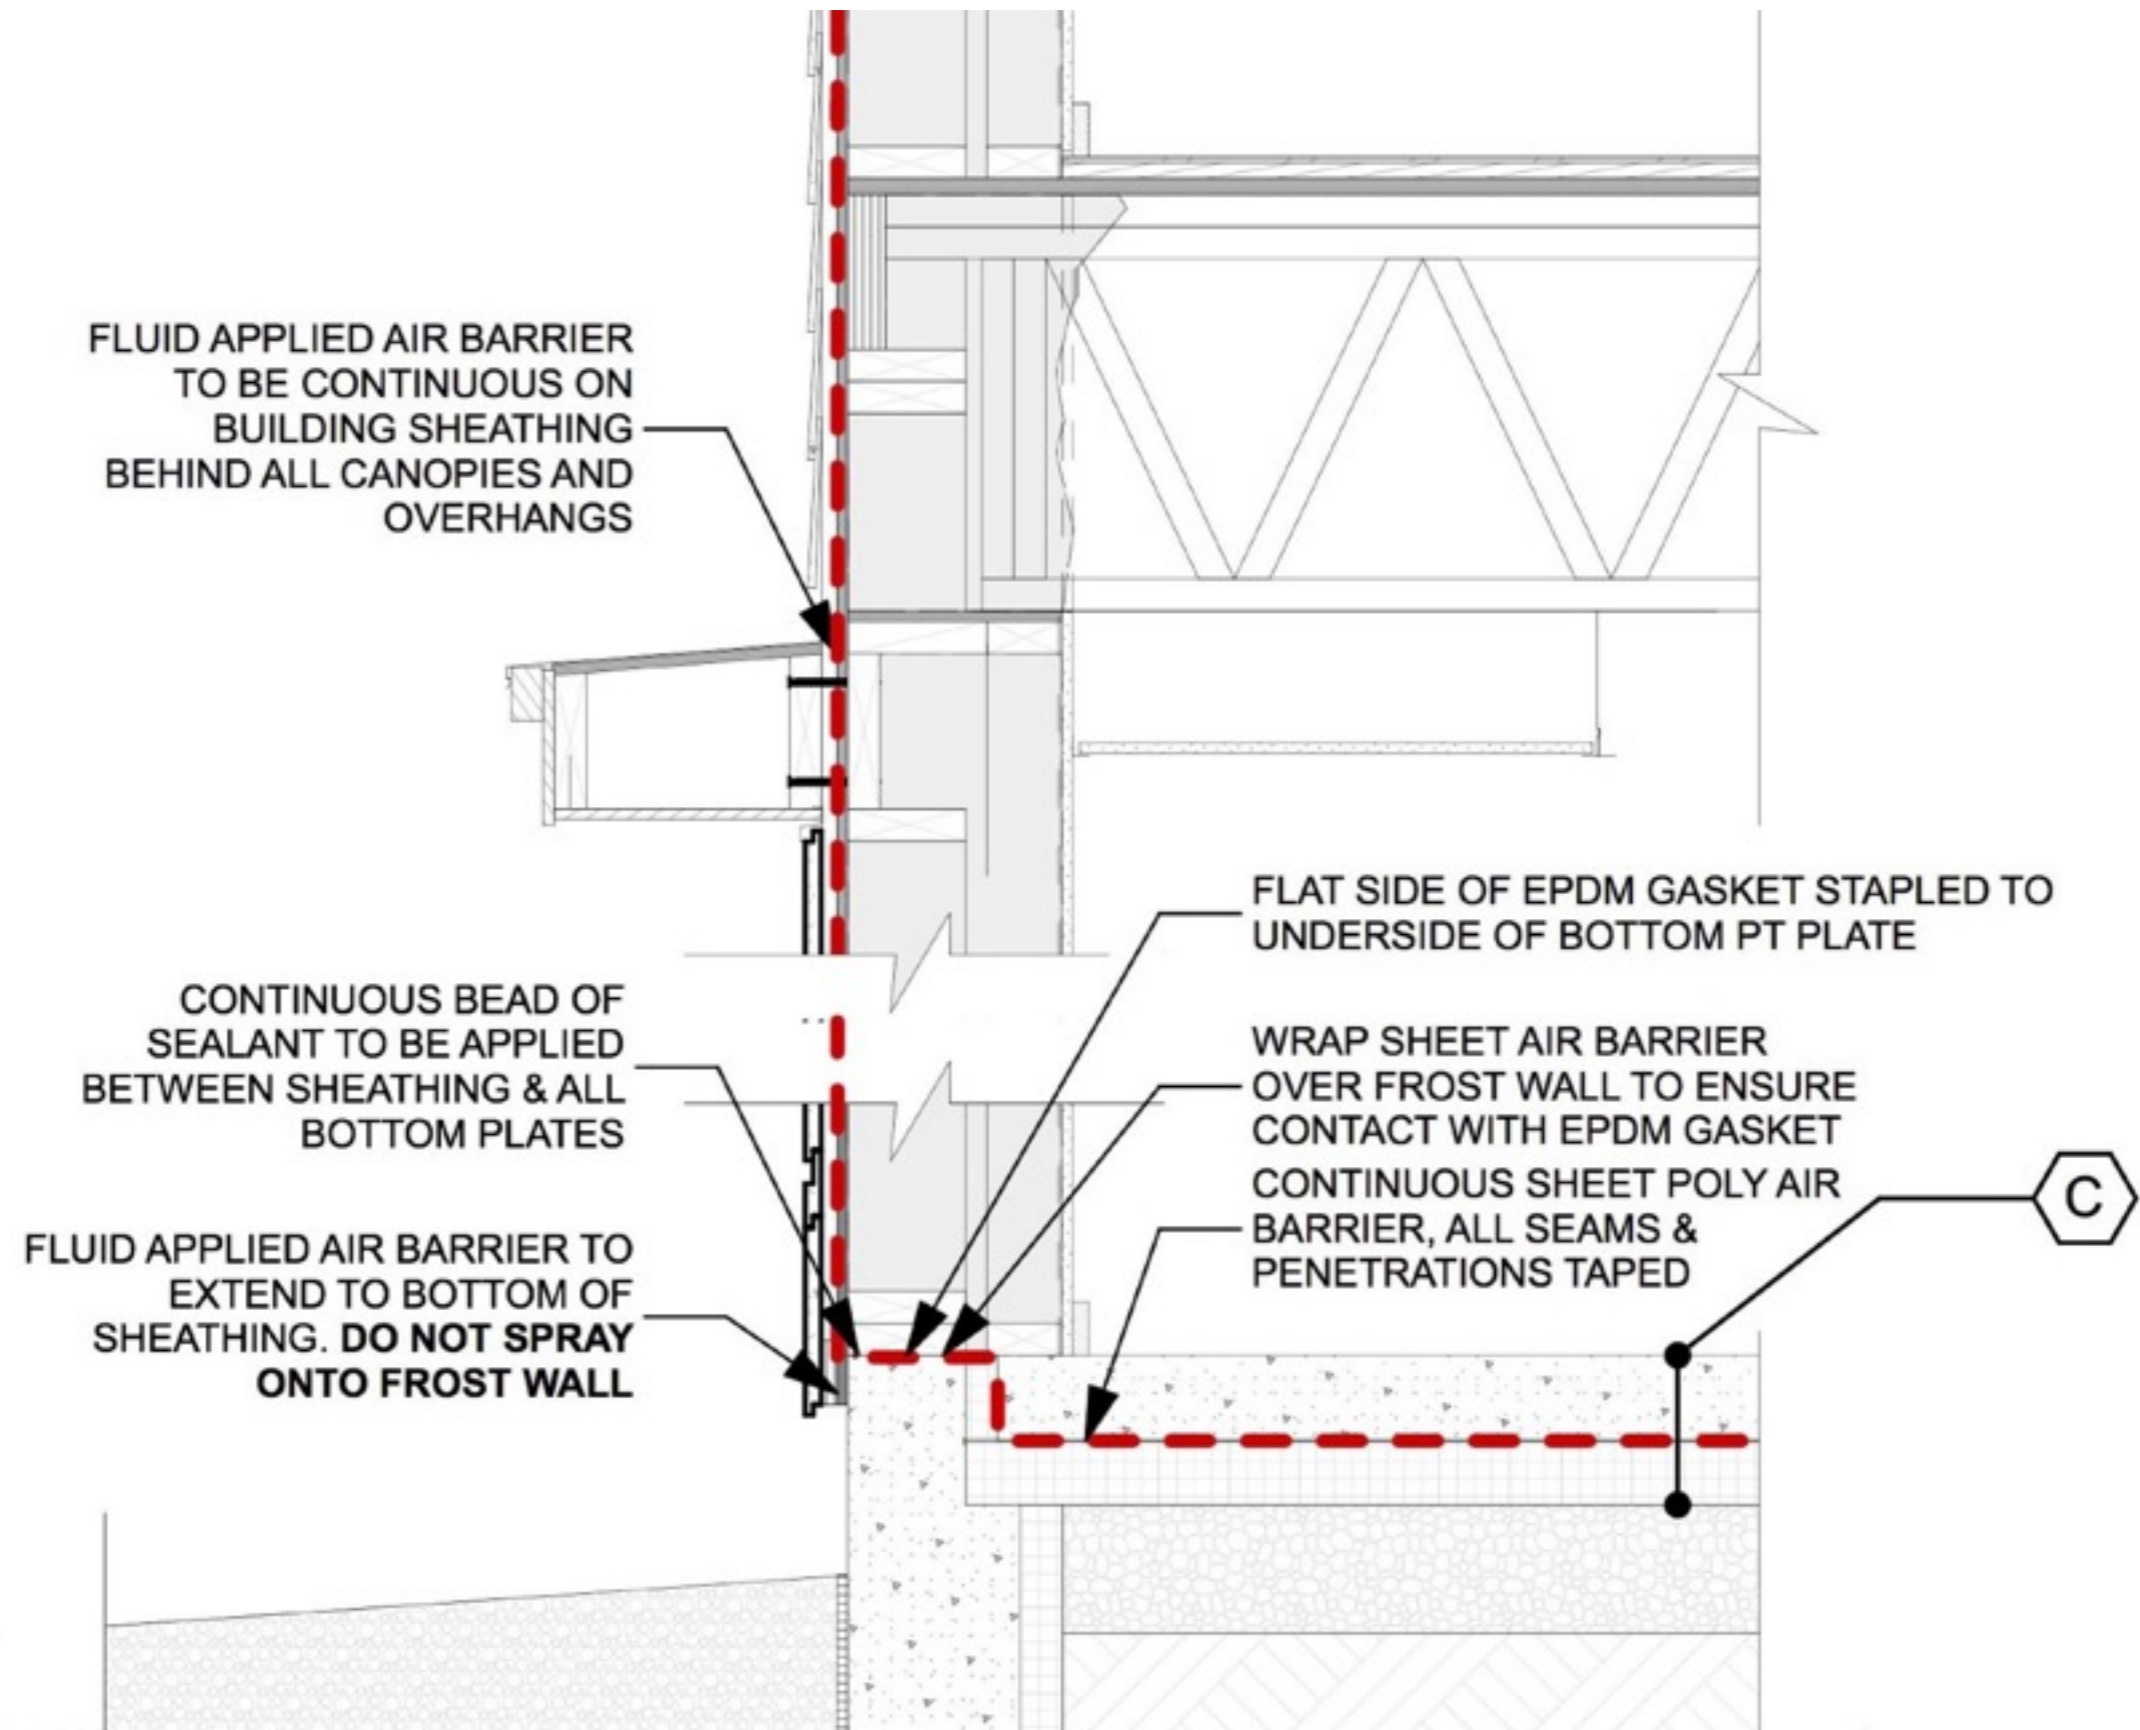 FLUID APPLIED AIR BARRIER
TO BE CONTINUOUS ON
BUILDING SHEATHING
BEHIND ALL CANOPIES AND
OVERHANGS
FLAT SIDE OF EPDM GASKET STAPLED TO
UNDERSIDE OF BOTTOM PT PLATE
CONTINUOUS BEAD OF
SEALANT TO BE APPLIED
BETWEEN SHEATHING & ALL
BOTTOM PLATES
WRAP SHEET AIR BARRIER
OVER FROST WALL TO ENSURE
CONTACT WITH EPDM GASKET
CONTINUOUS SHEET POLY AIR
BARRIER, ALL SEAMS &
PENETRATIONS TAPED
C
FLUID APPLIED AIR BARRIER TO
EXTEND TO BOTTOM OF
SHEATHING. DO NOT SPRAY
ONTO FROST WALL